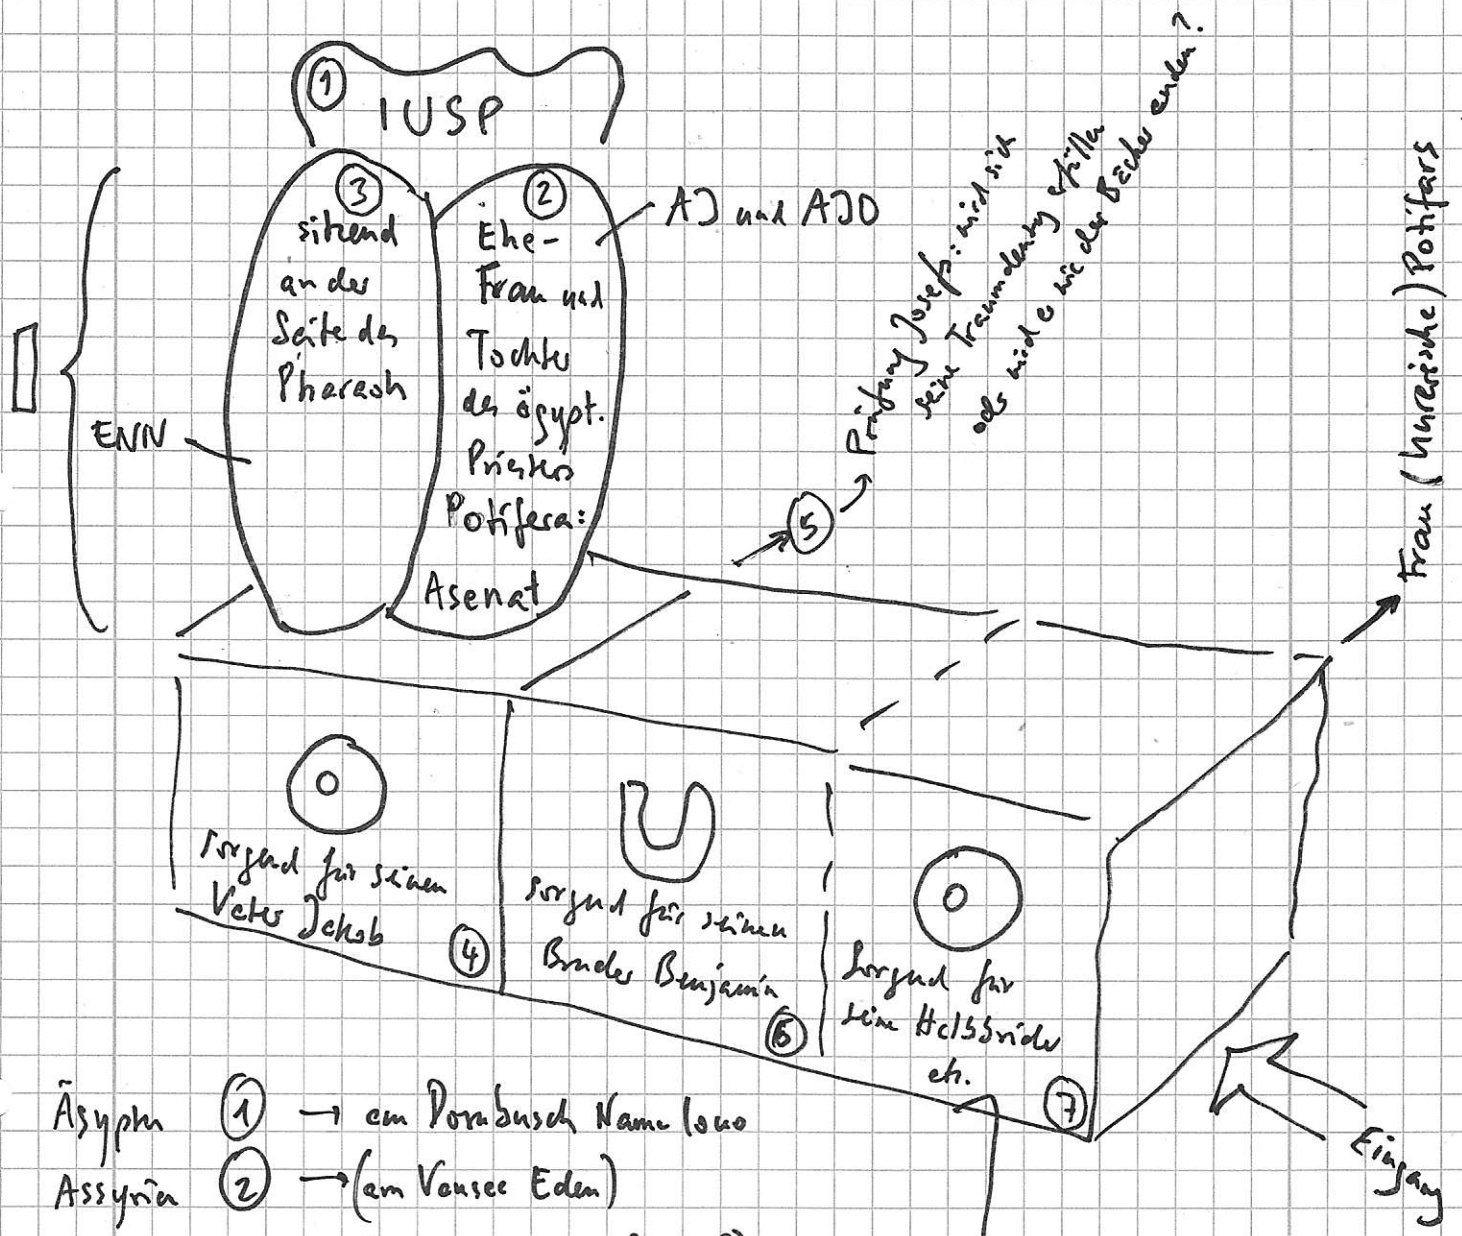 1
IUSP
3
sitzend
an der
Seite des
Pharaoh
2
Ehe-
Frau und
Tochter
des ägypt.
Priesters
Potifera:
Asenat
AJ und AJO
ENN
5
Prüfung Josefs: wird sich
seine Traumdeutung erfüllen
oder wird er wie der Bäcker enden?
Frau (hurerische) Potifars
sorgend für seinen
Vater Jakob
4
sorgend für seinen
Bruder Benjamin
6
sorgend für
seine Halbbrüder
etc.
7
Eingang
Ägypten 1 → am Dornbusch Name
Assyrien 2 → (am Vansee Eden)